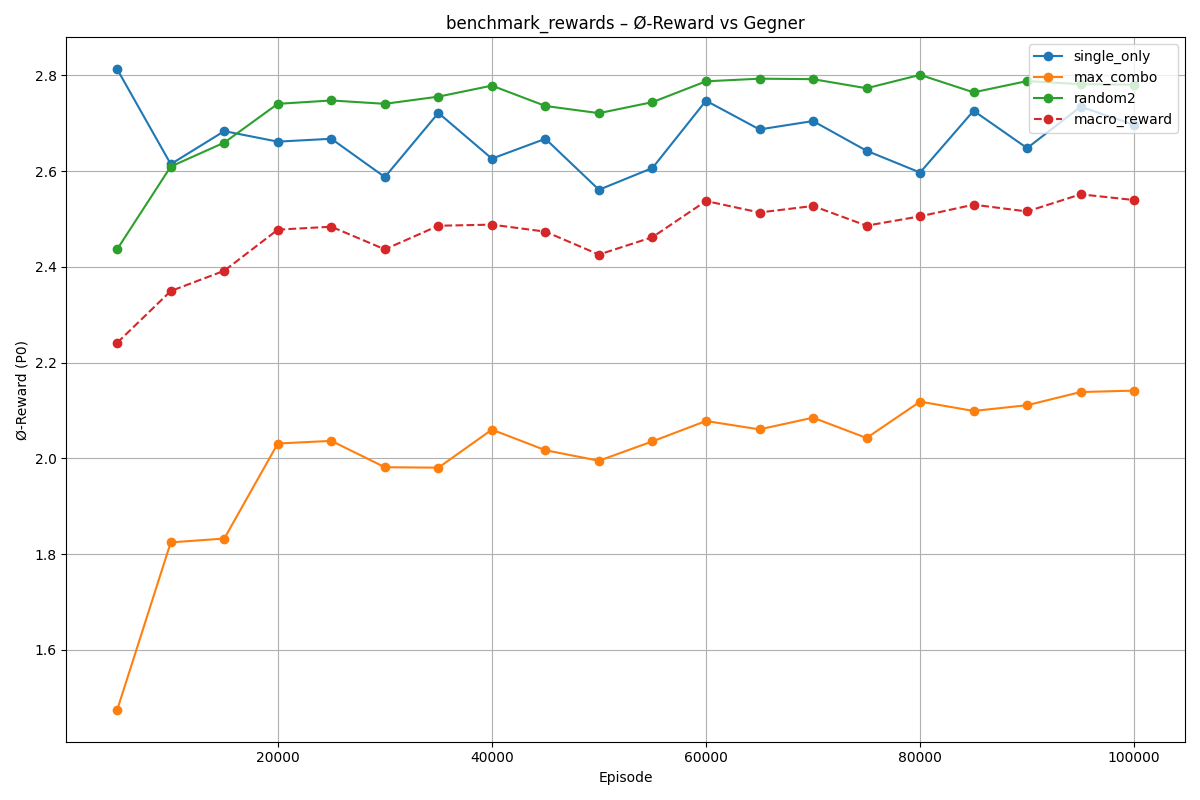 benchmark_rewards – Ø-Reward vs Gegner
single_only
max_combo
random2
macro_reward
Ø-Reward (P0)
2.8
2.6
2.4
2.2
2.0
1.8
1.6
20000
40000
60000
80000
100000
Episode